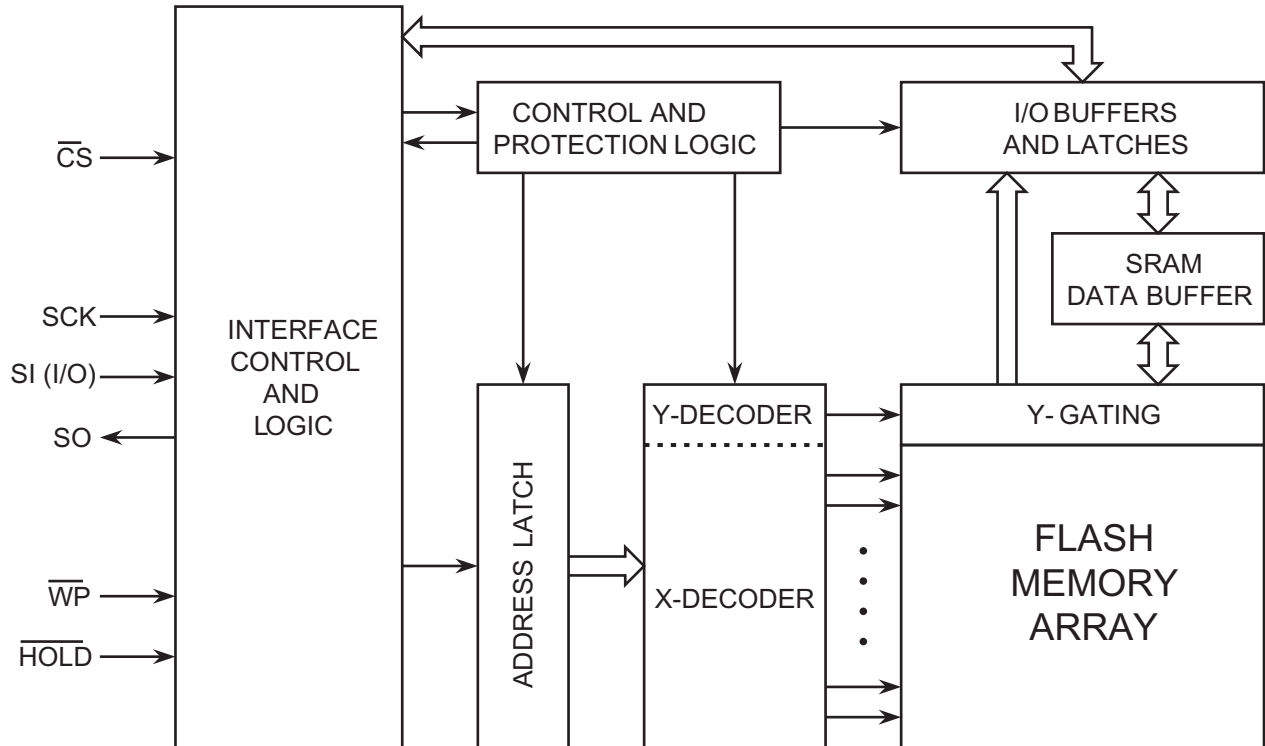 CONTROL AND
PROTECTION LOGIC
I/O BUFFERS
AND LATCHES
CS
SCK
SI (I/O)
SO
WP
HOLD
INTERFACE
CONTROL
AND
LOGIC
SRAM
DATA BUFFER
ADDRESS LATCH
Y-DECODER
X-DECODER
Y- GATING
FLASH
MEMORY
ARRAY